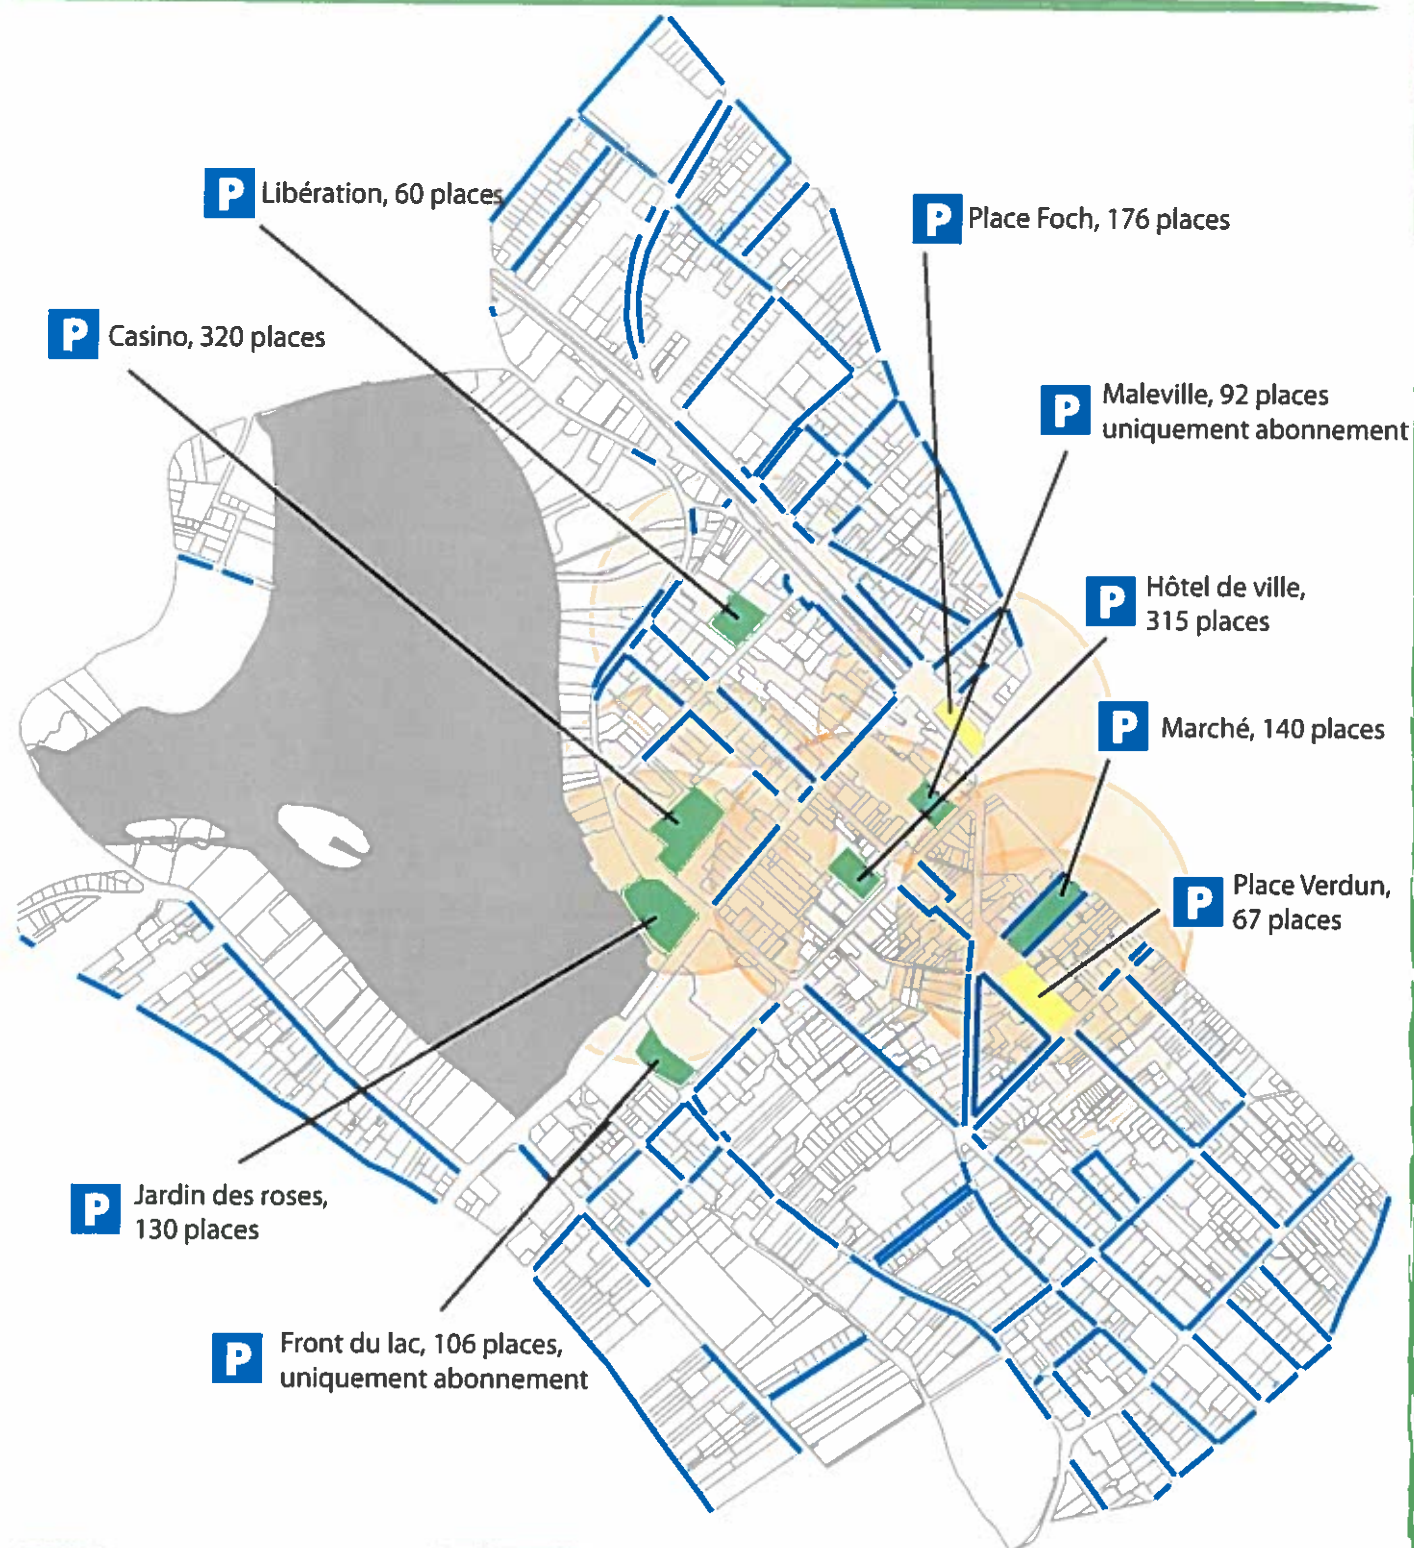 P Libération, 60 places
P Place Foch, 176 places
P Casino, 320 places
P Maleville, 92 places
uniquement abonnement
P Hôtel de ville,
315 places
P Marché, 140 places
P Place Verdun,
67 places
P Jardin des roses,
130 places
P Front du lac, 106 places,
uniquement abonnement